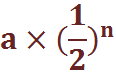 a × (1/2)ⁿ